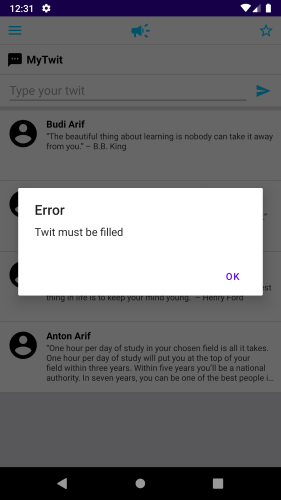 12:31
MyTwit
Type your twit
Budi Arif
"The beautiful thing about learning is nobody can take it away
from you." – B.B. King
Error
Twit must be filled
OK
thing in life is to keep your mind young." – Henry Ford
Anton Arif
"One hour per day of study in your chosen field is all it takes.
One hour per day of study will put you at the top of your
field within three years. Within five years you'll be a national
authority. In seven years, you can be one of the best people i...